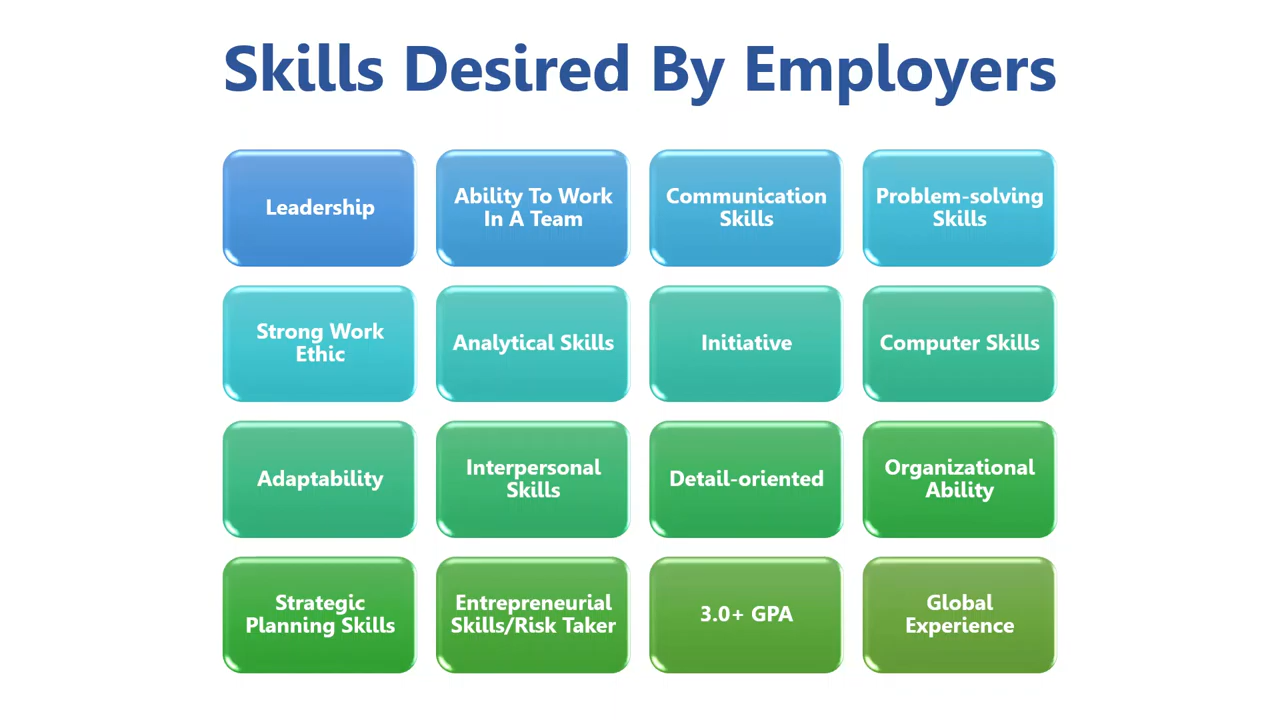 Skills Desired By Employers
Leadership
Ability To Work
In A Team
Communication
Skills
Problem-solving
Skills
Strong Work
Ethic
Analytical Skills
Initiative
Computer Skills
Adaptability
Interpersonal
Skills
Detail-oriented
Organizational
Ability
Strategic
Planning Skills
Entrepreneurial
Skills/Risk Taker
3.0+ GPA
Global
Experience